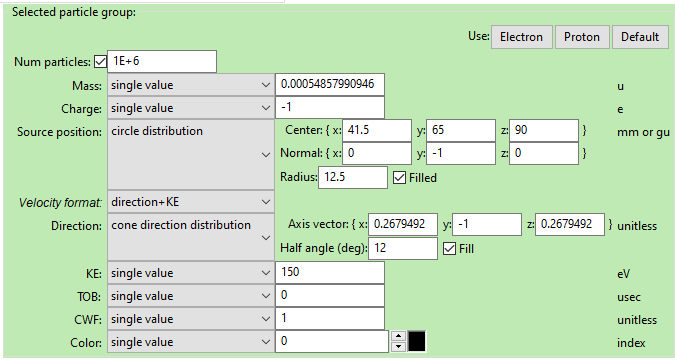 Selected particle group:
Use: Electron Proton Default
Num particles: 1E+6
Mass: single value 0.00054857990946 u
Charge: single value -1 e
Source position: circle distribution Center: { x: 41.5 y: 65 z: 90 } mm or gu
Normal: { x: 0 y: -1 z: 0 }
Radius: 12.5 Filled
Velocity format: direction+KE
Direction: cone direction distribution Axis vector: { x: 0.2679492 y: -1 z: 0.2679492 } unitless
Half angle (deg): 12 Fill
KE: single value 150 eV
TOB: single value 0 usec
CWF: single value 1 unitless
Color: single value 0 index